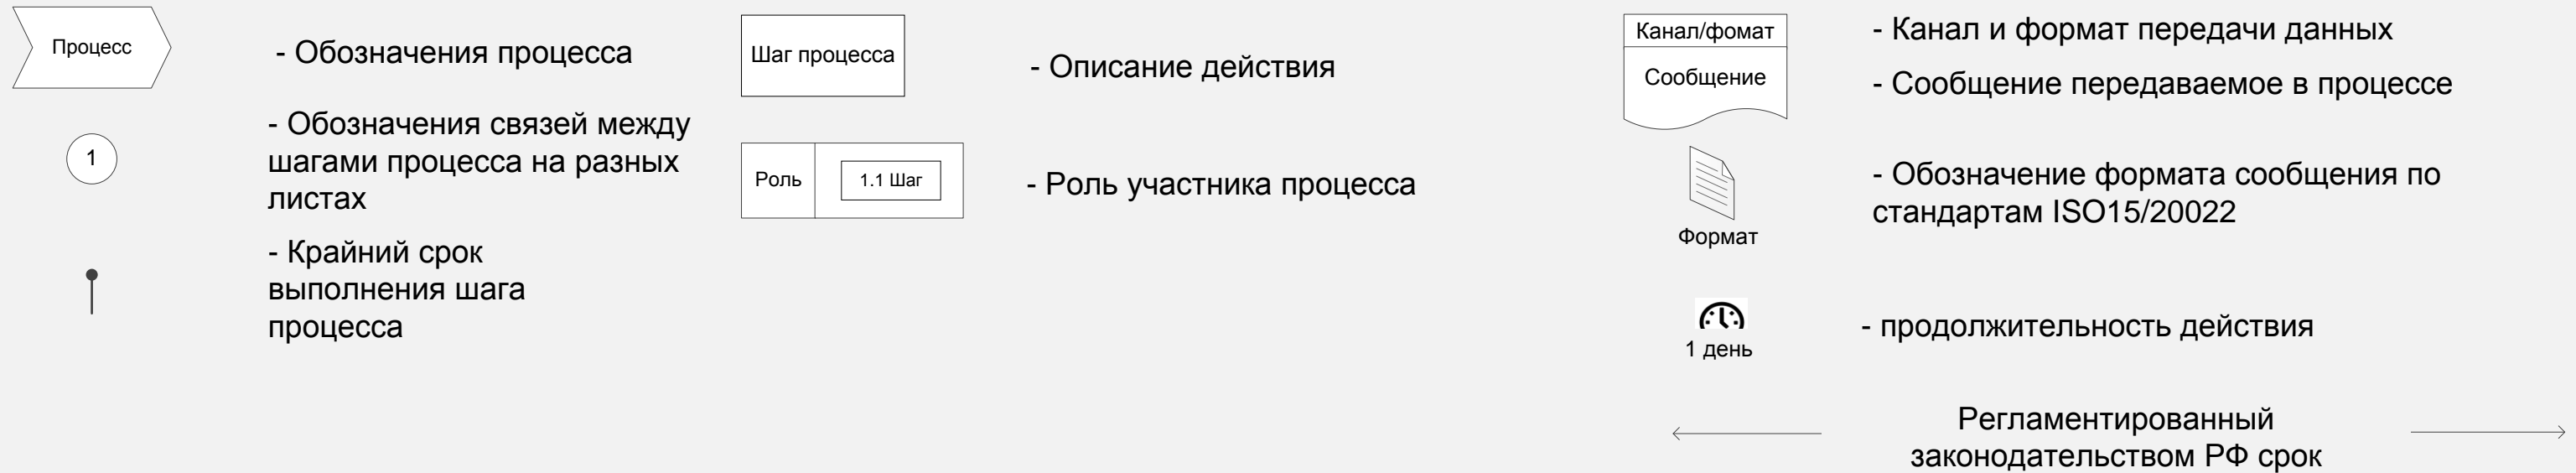 Процесс
- Обозначения процесса
1
- Обозначения связей между
шагами процесса на разных
листах
- Крайний срок
выполнения шага
процесса
Шаг процесса
- Описание действия
Роль
1.1 Шаг
- Роль участника процесса
Канал/фомат
Сообщение
- Канал и формат передачи данных
- Сообщение передаваемое в процессе
Формат
- Обозначение формата сообщения по
стандартам ISO15/20022
1 день
- продолжительность действия
Регламентированный
законодательством РФ срок